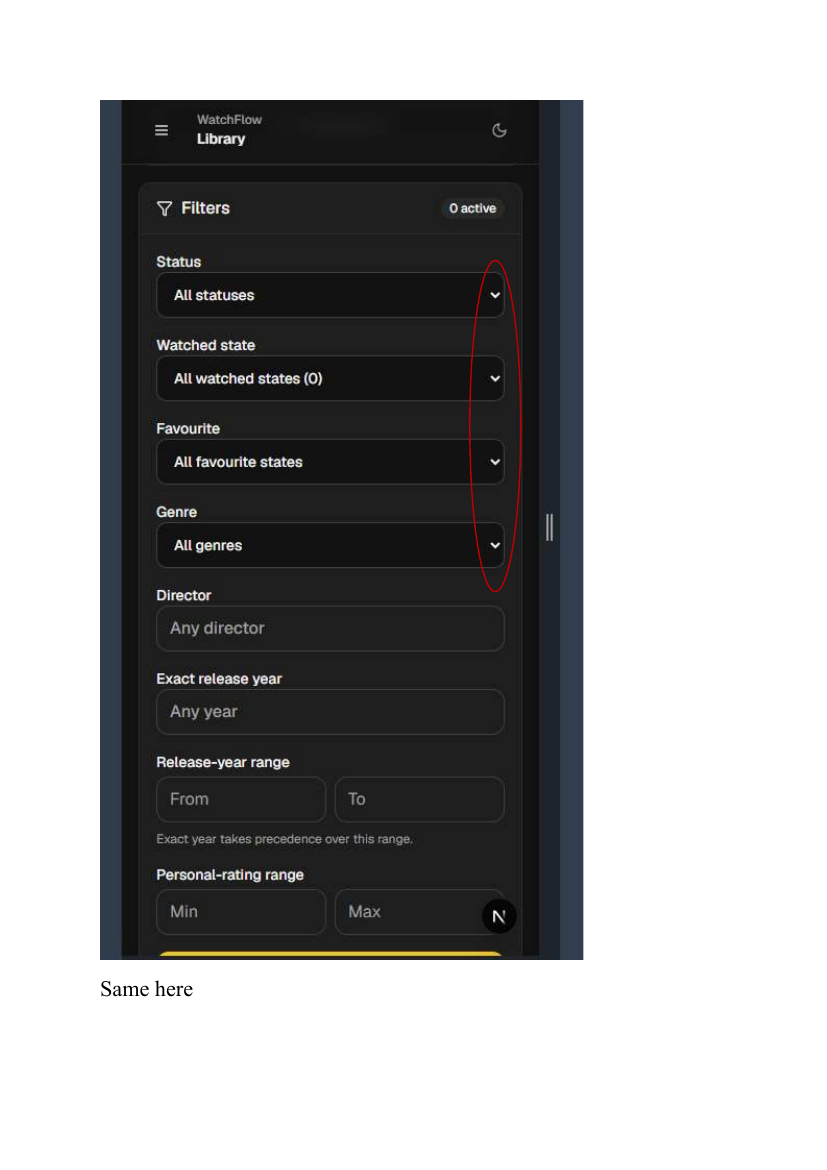 WatchFlow
Library
Filters
0 active
Status
All statuses
Watched state
All watched states (0)
Favourite
All favourite states
Genre
All genres
Director
Any director
Exact release year
Any year
Release-year range
From To
Exact year takes precedence over this range.
Personal-rating range
Min Max
N
Same here